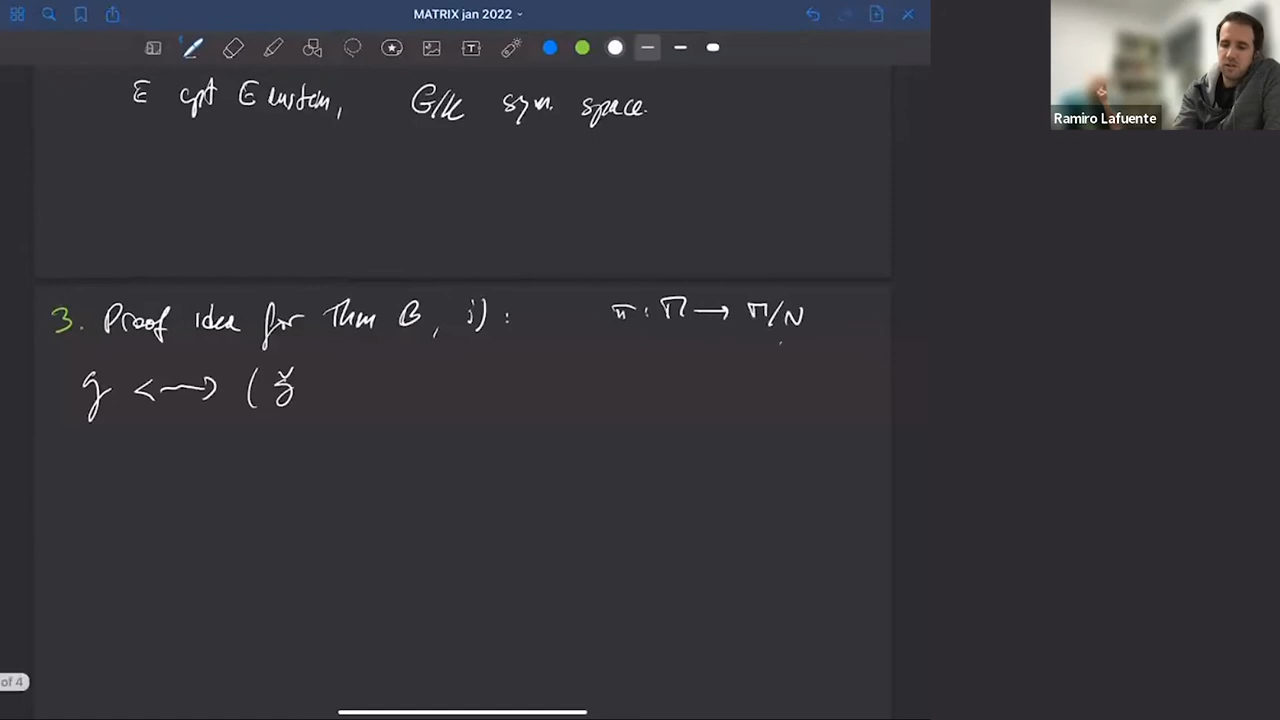 MATRIX jan 2022
Ramiro Lafuente
E cpt Einstein, G/K sym. space.
3. Proof idea for Thm B, i): π: M → M/N
g <~~> ( ǧ
of 4